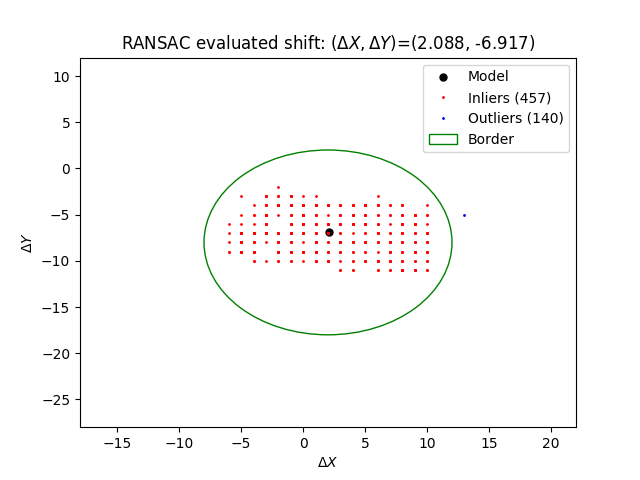 RANSAC evaluated shift: (ΔX, ΔY)=(2.088, -6.917)
Model
Inliers (457)
Outliers (140)
Border
10
5
0
−5
−10
−15
−20
−25
ΔY
−15
−10
−5
0
5
10
15
20
ΔX